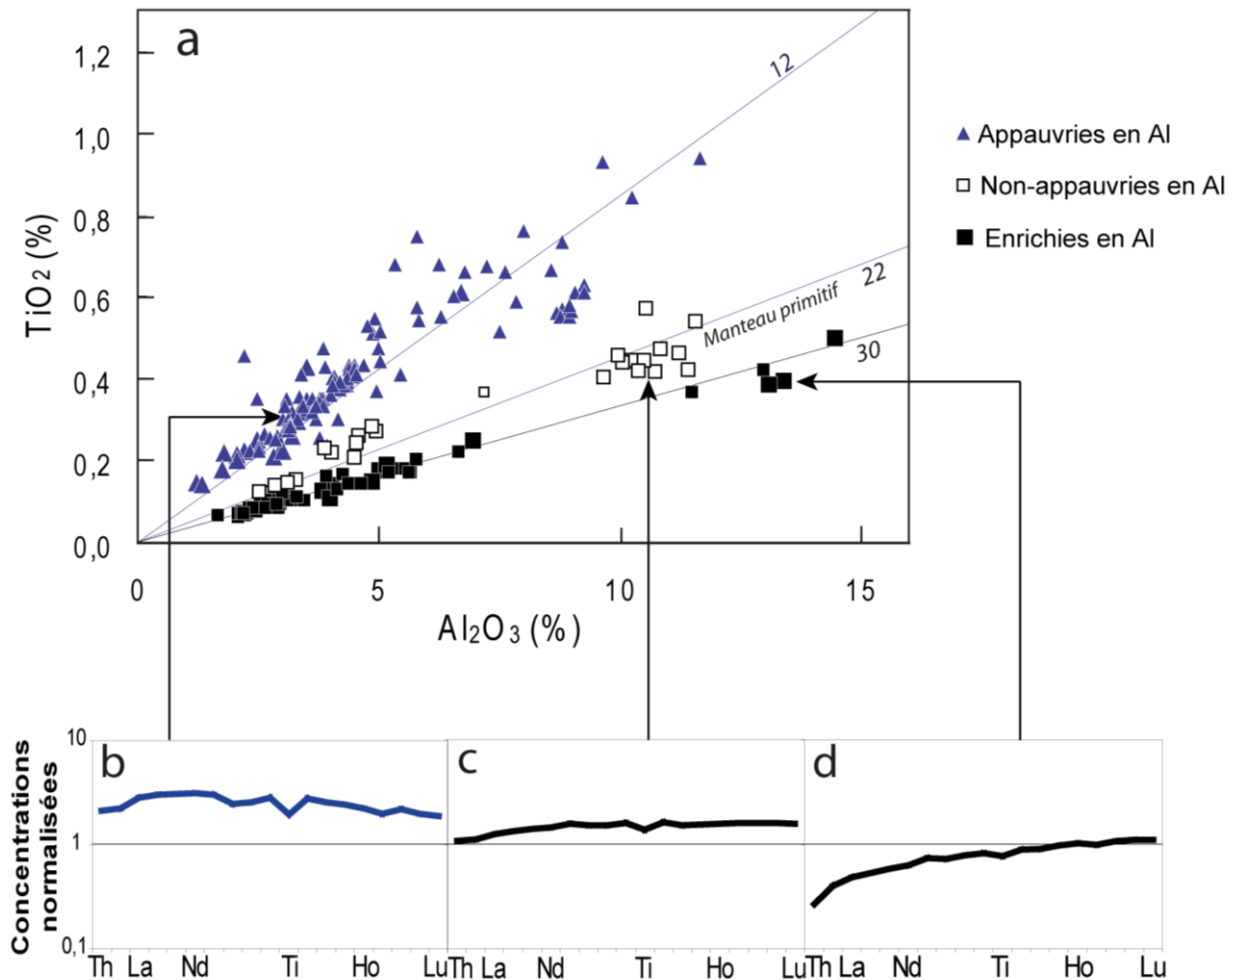 a
1,2
1,0
0,8
0,6
0,4
0,2
0,0
TiO2 (%)
12
22
Manteau primitif
30
Appauvries en Al
Non-appauvries en Al
Enrichies en Al
0 5 10 15
Al2O3 (%)
Concentrations
normalisées
10
1
0,1
b
c
d
Th La Nd Ti Ho Lu Th La Nd Ti Ho Lu Th La Nd Ti Ho Lu